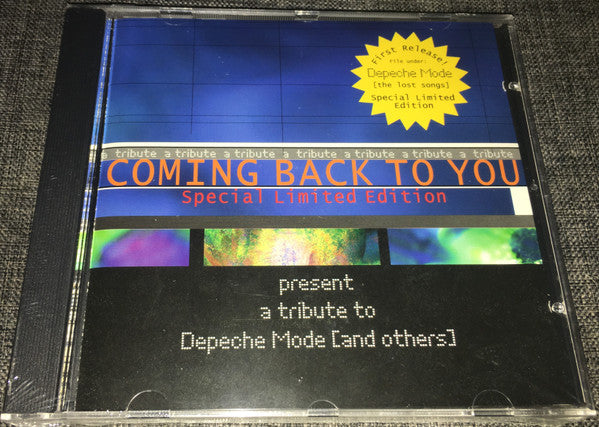 First Release!
File under:
Depeche Mode
[the lost songs]
Special Limited
Edition
a tribute a tribute a tribute a tribute a tribute a tribute a tribute
COMING BACK TO YOU
Special Limited Edition
present
a tribute to
Depeche Mode [and others]